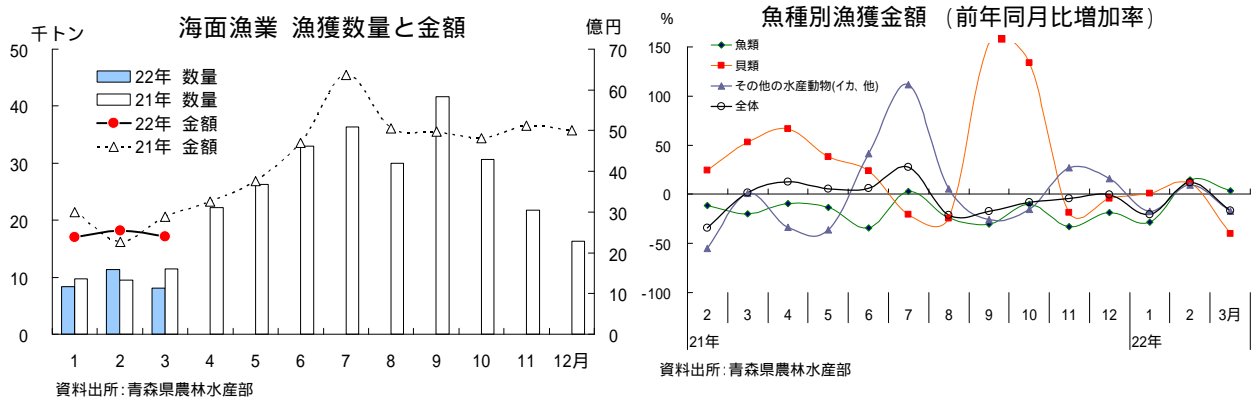 海面漁業 漁獲数量と金額
千トン
億円
50
40
30
20
10
0
70
60
50
40
30
20
10
0
22年 数量
21年 数量
22年 金額
21年 金額
1 2 3 4 5 6 7 8 9 10 11 12月
資料出所:青森県農林水産部
魚種別漁獲金額 (前年同月比増加率)
%
150
100
50
0
-50
-100
魚類
貝類
その他の水産動物(イカ、他)
全体
2 3 4 5 6 7 8 9 10 11 12 1 2 3月
21年 22年
資料出所:青森県農林水産部